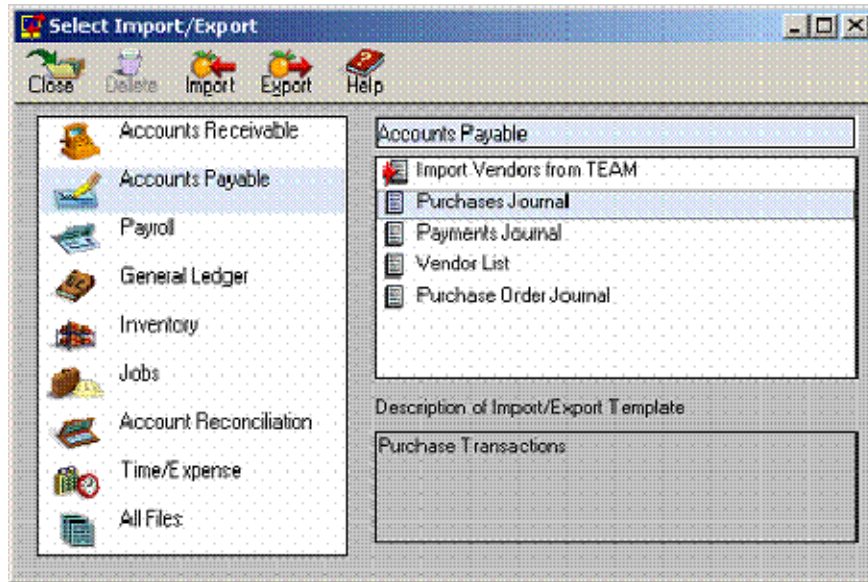 Select Import/Export
Close Delete Import Export Help
Accounts Receivable
Accounts Payable
Payroll
General Ledger
Inventory
Jobs
Account Reconciliation
Time/Expense
All Files
Accounts Payable
Import Vendors from TEAM
Purchases Journal
Payments Journal
Vendor List
Purchase Order Journal
Description of Import/Export Template
Purchase Transactions